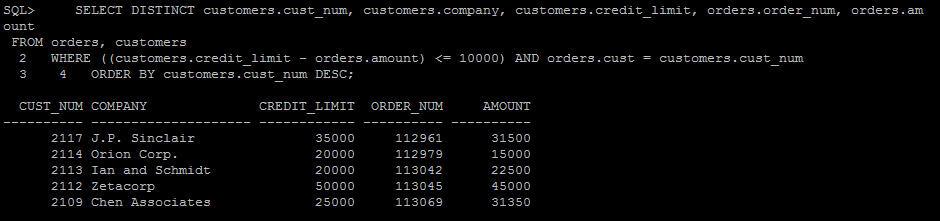 SQL>     SELECT DISTINCT customers.cust_num, customers.company, customers.credit_limit, orders.order_num, orders.am
ount
 FROM orders, customers
  2   WHERE ((customers.credit_limit - orders.amount) <= 10000) AND orders.cust = customers.cust_num
  3    4   ORDER BY customers.cust_num DESC;

  CUST_NUM COMPANY              CREDIT_LIMIT  ORDER_NUM     AMOUNT
---------- -------------------- ------------ ---------- ----------
      2117 J.P. Sinclair               35000     112961      31500
      2114 Orion Corp.                 20000     112979      15000
      2113 Ian and Schmidt             20000     113042      22500
      2112 Zetacorp                    50000     113045      45000
      2109 Chen Associates             25000     113069      31350